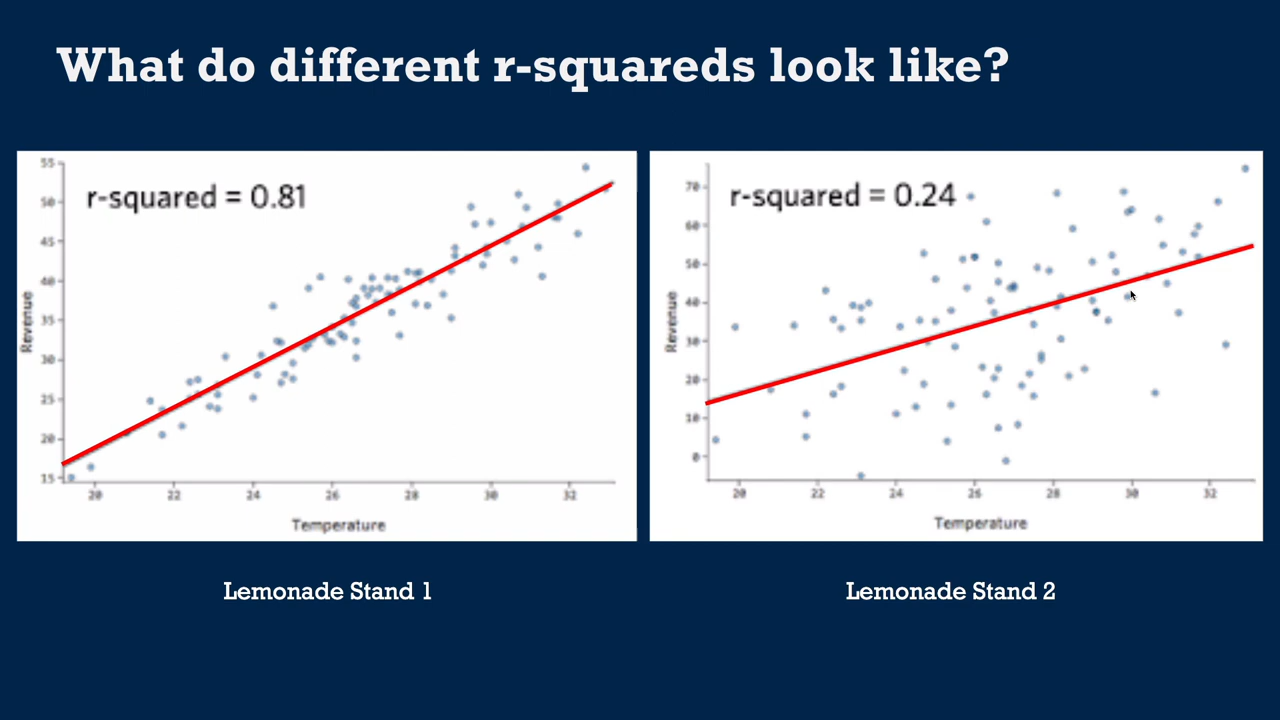 What do different r-squareds look like?
r-squared = 0.81
55
50
45
40
35
30
25
20
15
Revenue
20 22 24 26 28 30 32
Temperature
r-squared = 0.24
70
60
50
40
30
20
10
0
Revenue
20 22 24 26 28 30 32
Temperature
Lemonade Stand 1
Lemonade Stand 2